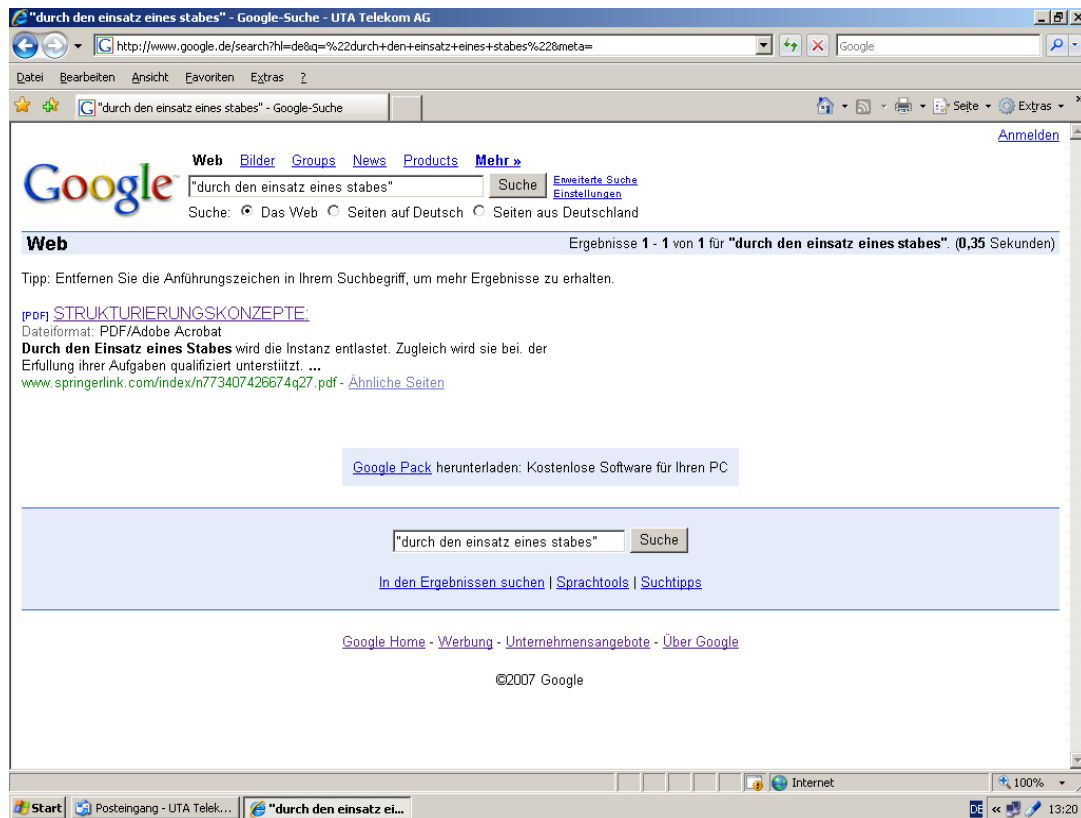 "durch den einsatz eines stabes" - Google-Suche - UTA Telekom AG
http://www.google.de/search?hl=de&q=%22durch+den+einsatz+eines+stabes%22&meta=
Google
Datei Bearbeiten Ansicht Favoriten Extras ?
"durch den einsatz eines stabes" - Google-Suche
Seite Extras
Anmelden
Web Bilder Groups News Products Mehr »
Google™
"durch den einsatz eines stabes" Suche Erweiterte Suche
Einstellungen
Suche: Das Web Seiten auf Deutsch Seiten aus Deutschland
Web Ergebnisse 1 - 1 von 1 für "durch den einsatz eines stabes". (0,35 Sekunden)
Tipp: Entfernen Sie die Anführungszeichen in Ihrem Suchbegriff, um mehr Ergebnisse zu erhalten.
[PDF] STRUKTURIERUNGSKONZEPTE:
Dateiformat: PDF/Adobe Acrobat
Durch den Einsatz eines Stabes wird die Instanz entlastet. Zugleich wird sie bei. der
Erfullung ihrer Aufgaben qualifiziert unterstiitzt. ...
www.springerlink.com/index/n773407426674q27.pdf - Ähnliche Seiten
Google Pack herunterladen: Kostenlose Software für Ihren PC
"durch den einsatz eines stabes" Suche
In den Ergebnissen suchen | Sprachtools | Suchtipps
Google Home - Werbung - Unternehmensangebote - Über Google
©2007 Google
Internet 100%
Start Posteingang - UTA Telek... "durch den einsatz ei... DE « 13:20